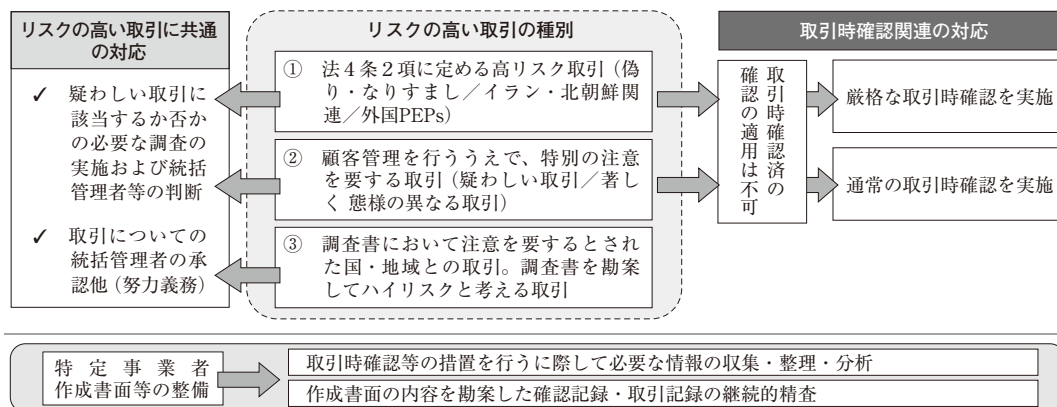 リスクの高い取引に共通
の対応
✓ 疑わしい取引に
該当するか否か
の必要な調査の
実施および統括
管理者等の判断
✓ 取引についての
統括管理者の承
認他（努力義務）
リスクの高い取引の種別
① 法４条２項に定める高リスク取引（偽
り・なりすまし／イラン・北朝鮮関
連／外国PEPs）
② 顧客管理を行ううえで、特別の注意
を要する取引（疑わしい取引／著し
く 態様の異なる取引）
③ 調査書において注意を要するとされ
た国・地域との取引。調査書を勘案
してハイリスクと考える取引
取引時確認関連の対応
取引時確認済の
確認の適用は不可
厳格な取引時確認を実施
通常の取引時確認を実施
特定事業者
作成書面等の整備
取引時確認等の措置を行うに際して必要な情報の収集・整理・分析
作成書面の内容を勘案した確認記録・取引記録の継続的精査